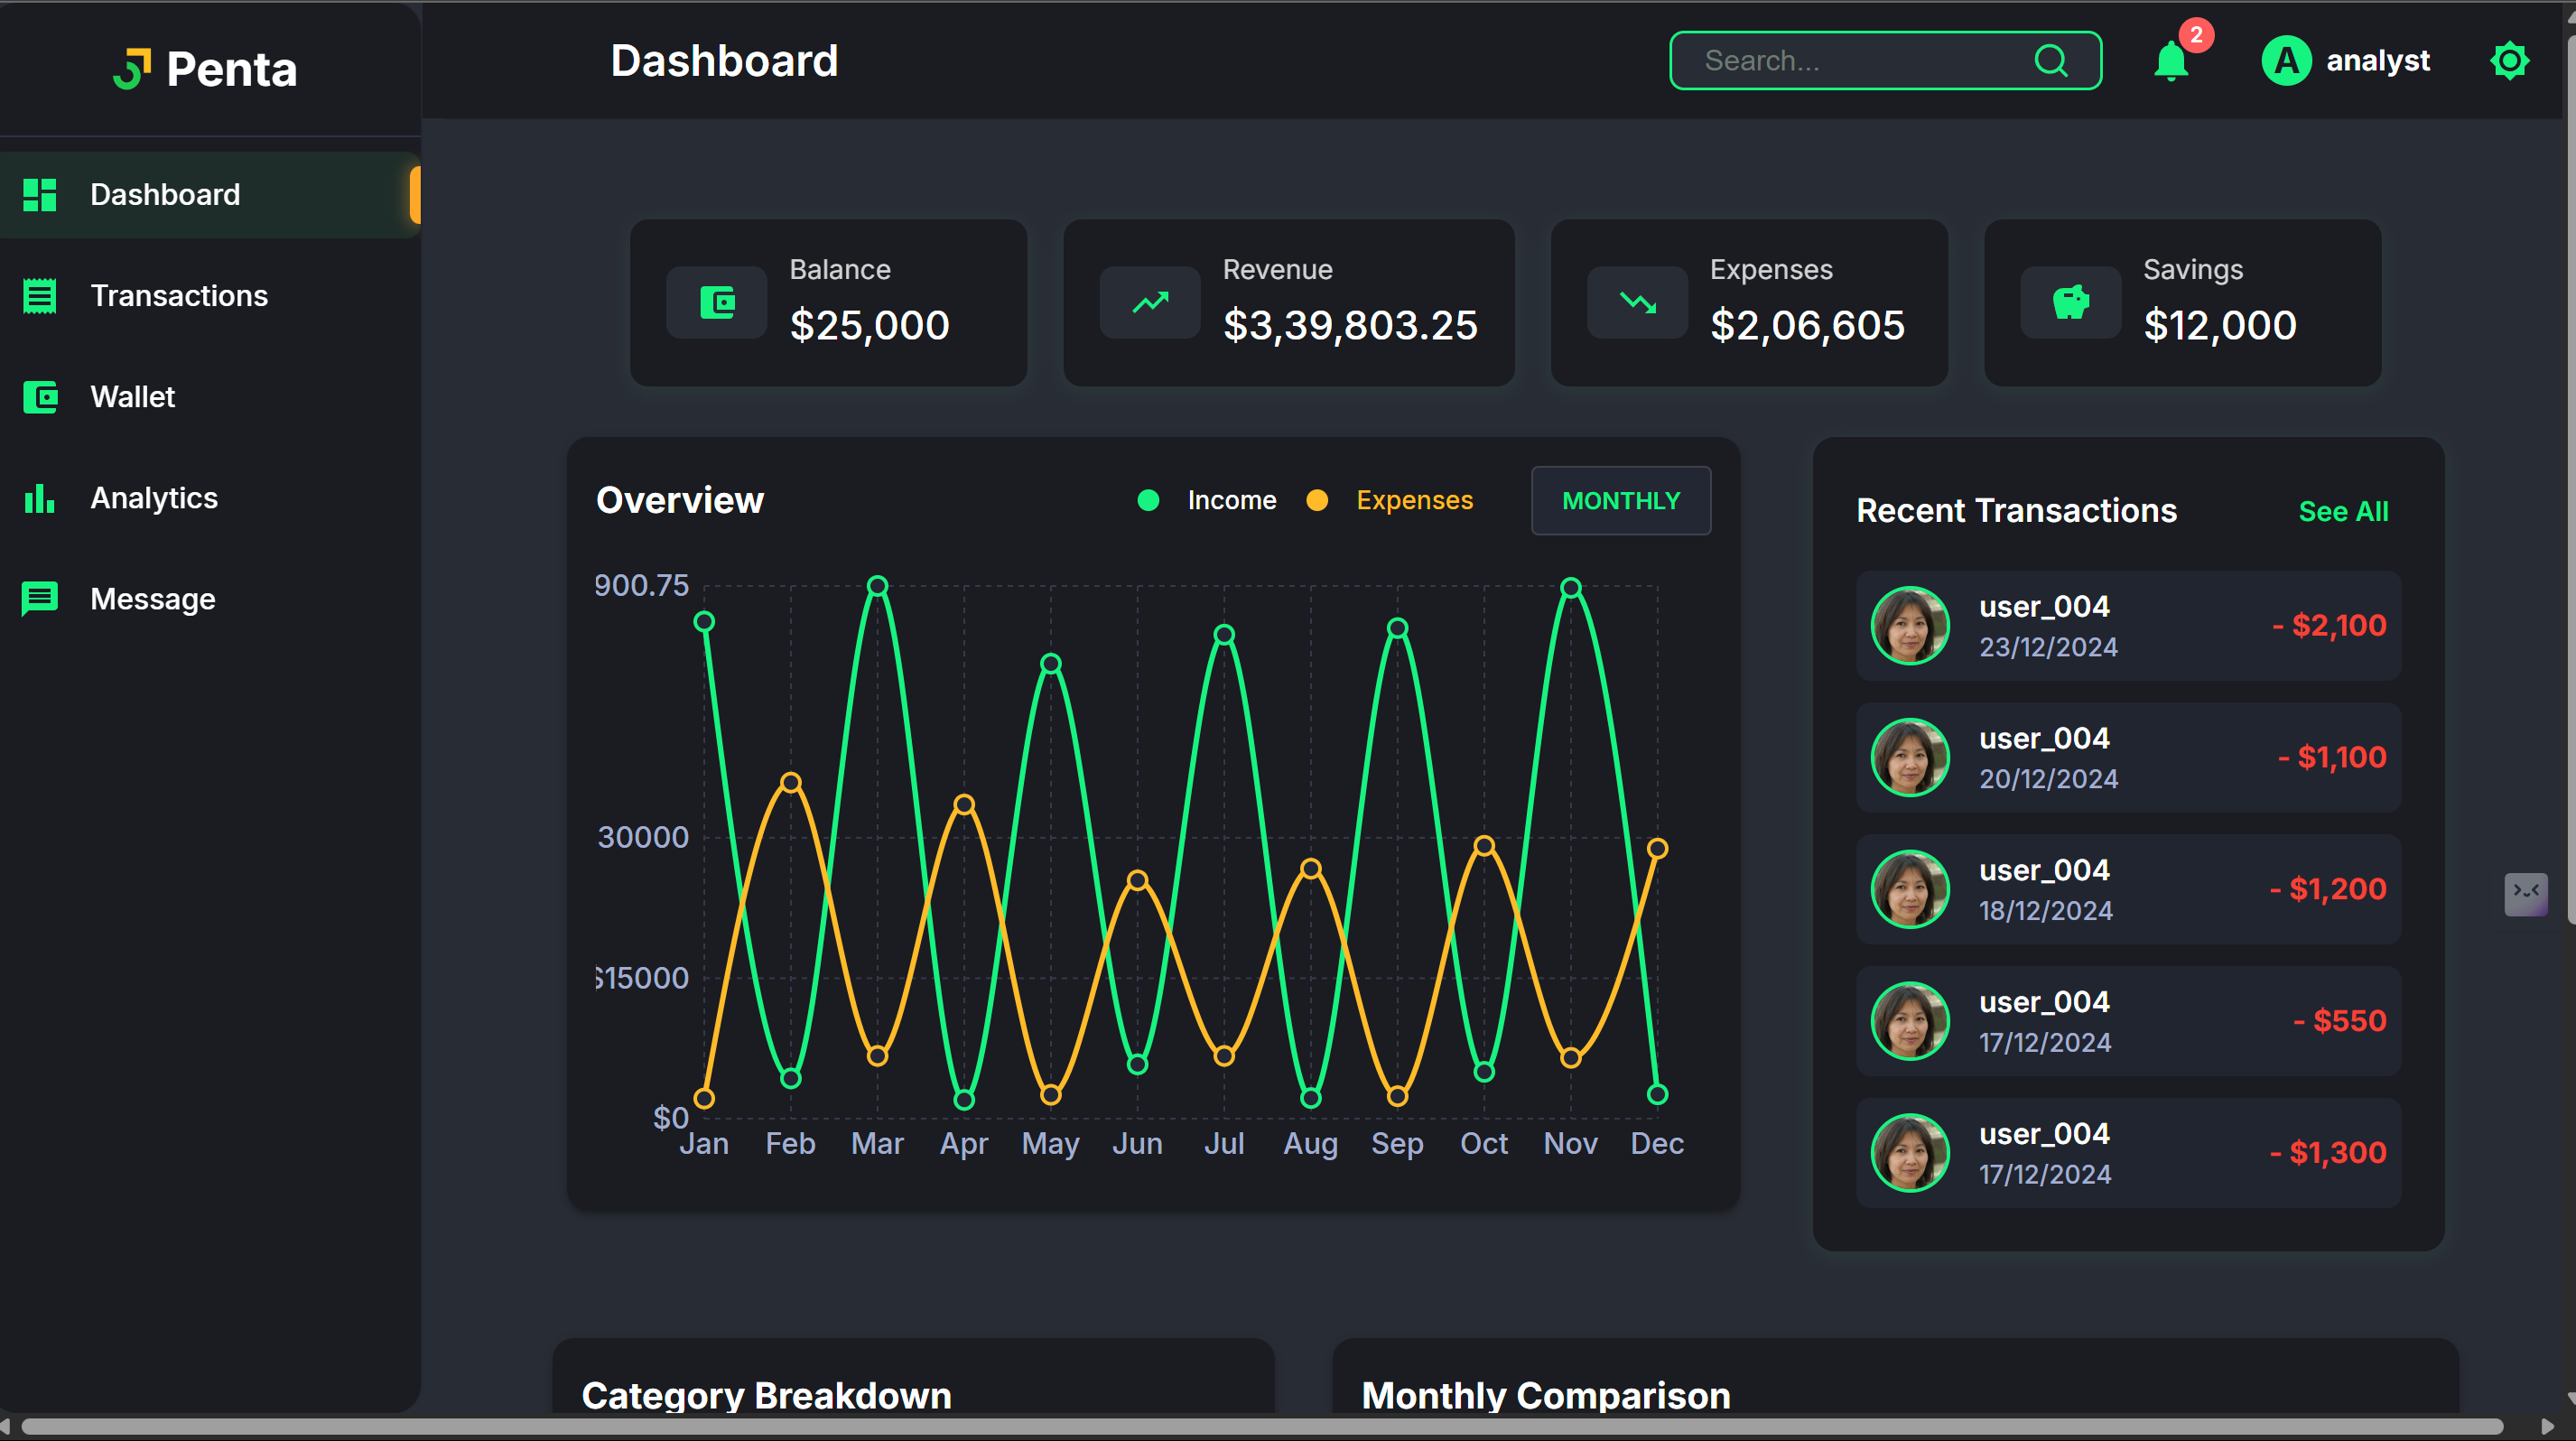 Penta
Dashboard
Search...
2
A
analyst
Dashboard
Transactions
Wallet
Analytics
Message
Balance
$25,000
Revenue
$3,39,803.25
Expenses
$2,06,605
Savings
$12,000
Overview
Income
Expenses
MONTHLY
900.75
30000
$15000
$0
Jan Feb Mar Apr May Jun Jul Aug Sep Oct Nov Dec
Recent Transactions
See All
user_004
23/12/2024
- $2,100
user_004
20/12/2024
- $1,100
user_004
18/12/2024
- $1,200
user_004
17/12/2024
- $550
user_004
17/12/2024
- $1,300
Category Breakdown
Monthly Comparison